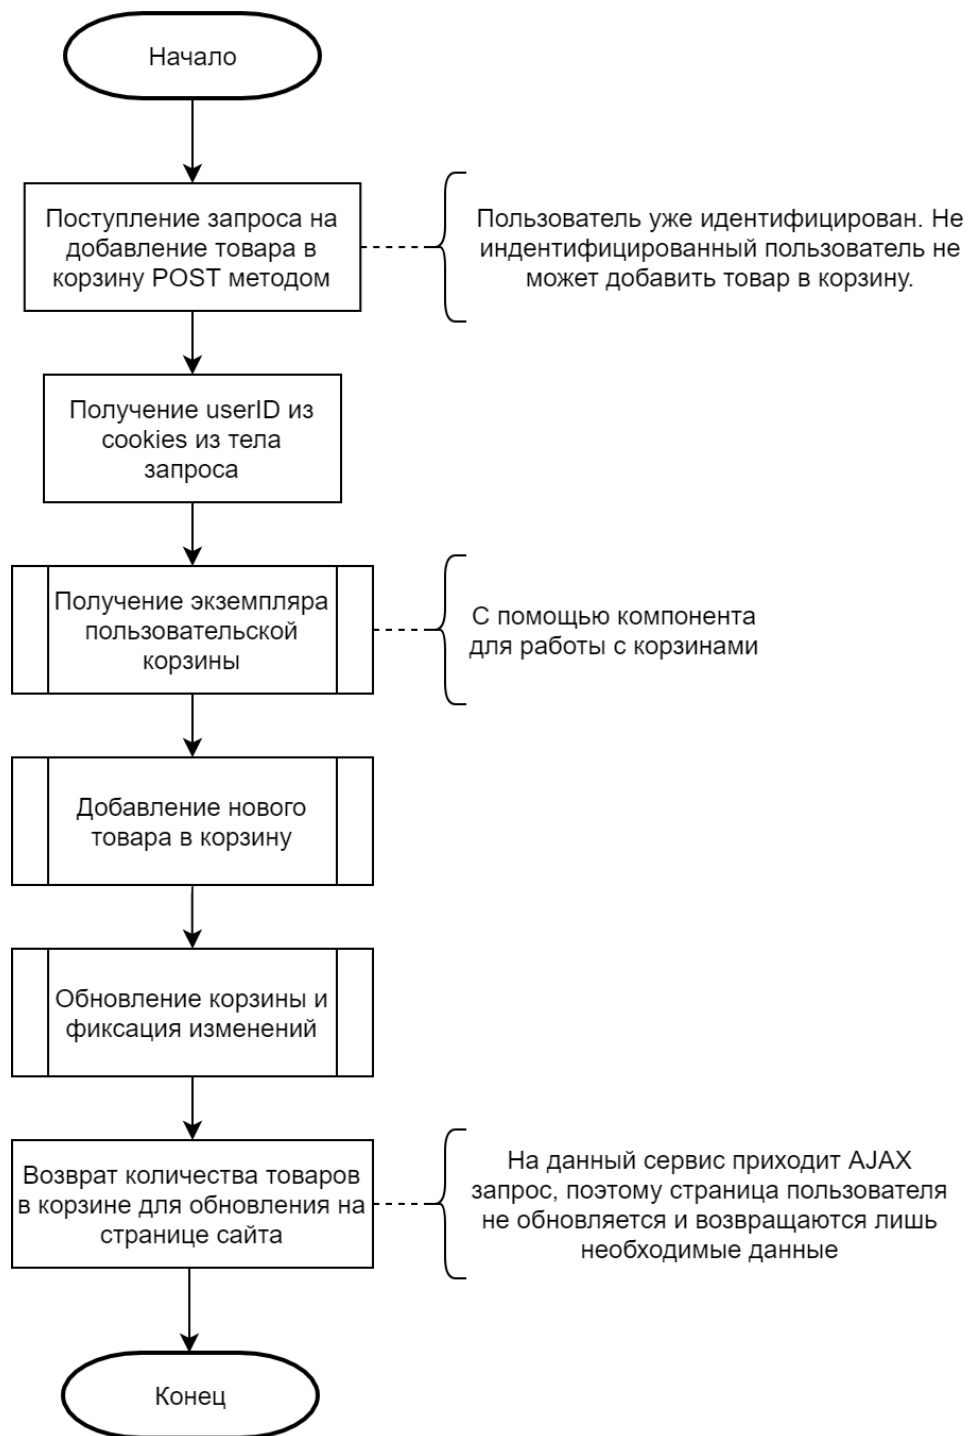 Начало
Поступление запроса на
добавление товара в
корзину POST методом
Пользователь уже идентифицирован. Не
индентифицированный пользователь не
может добавить товар в корзину.
Получение userID из
cookies из тела
запроса
Получение экземпляра
пользовательской
корзины
С помощью компонента
для работы с корзинами
Добавление нового
товара в корзину
Обновление корзины и
фиксация изменений
Возврат количества товаров
в корзине для обновления на
странице сайта
На данный сервис приходит AJAX
запрос, поэтому страница пользователя
не обновляется и возвращаются лишь
необходимые данные
Конец